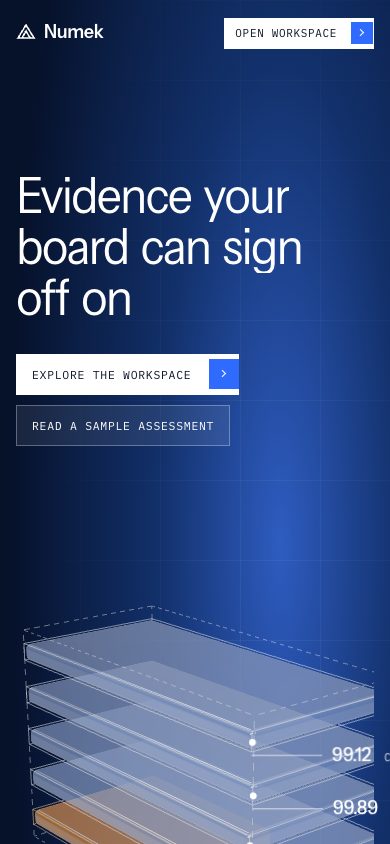 Numek
OPEN WORKSPACE
Evidence your
board can sign
off on
EXPLORE THE WORKSPACE
READ A SAMPLE ASSESSMENT
99.12
99.89